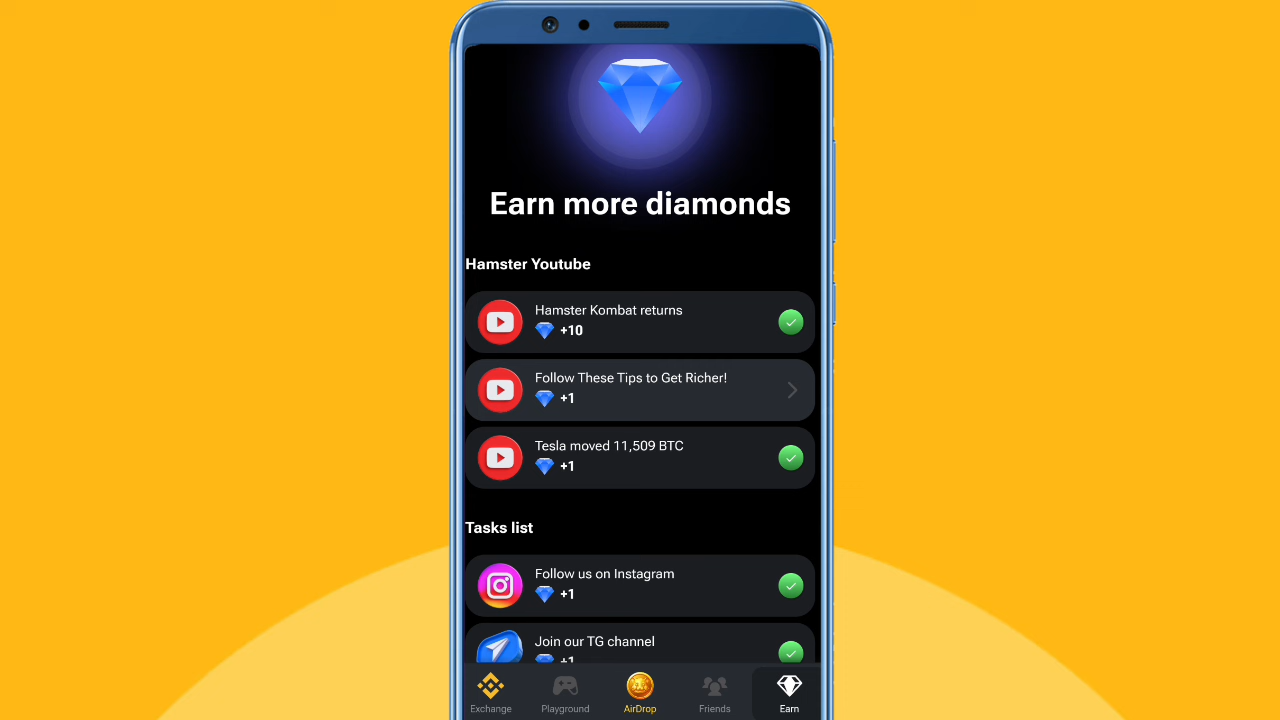 Earn more diamonds
Hamster Youtube
Hamster Kombat returns
+10
Follow These Tips to Get Richer!
+1
Tesla moved 11,509 BTC
+1
Tasks list
Follow us on Instagram
+1
Join our TG channel
+1
Exchange
Playground
AirDrop
Friends
Earn